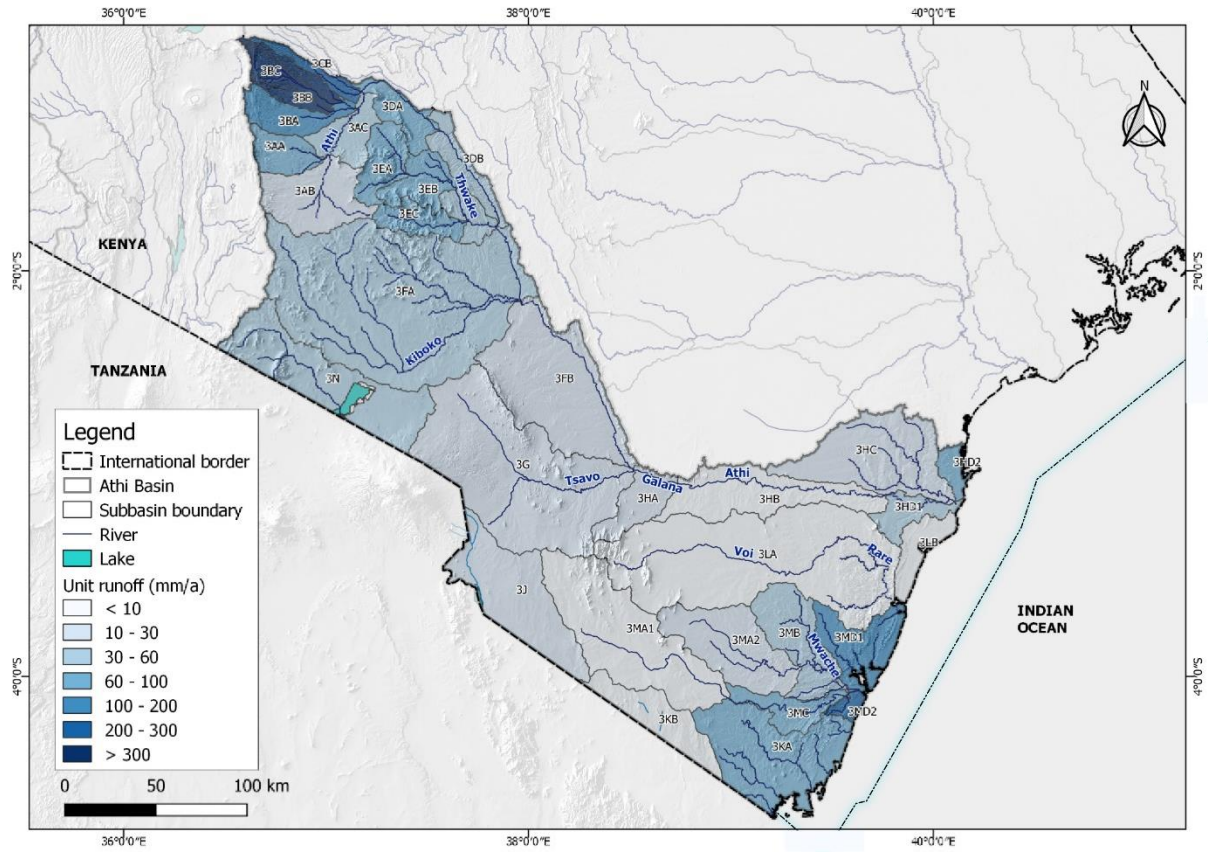 36°0'0"E
38°0'0"E
40°0'0"E
N
3CB
3BC
3BB
3BA
3DA
3AC
Athi
3AA
3DB
3EA
3AB
3EB
Thwake
3EC
KENYA
2°0'0"S
2°0'0"S
3FA
Kiboko
TANZANIA
3N
3FB
Legend
International border
Athi Basin
Subbasin boundary
River
Lake
Unit runoff (mm/a)
< 10
10 - 30
30 - 60
60 - 100
100 - 200
200 - 300
> 300
0
50
100 km
3G
Tsavo
Galana
Athi
3HC
3HD2
3HA
3HB
3HD1
3LB
Voi
3LA
Rare
3J
INDIAN
OCEAN
3MA1
3MA2
3MB
3MD1
Mwache
4°0'0"S
4°0'0"S
3KB
3MC
3MD2
3KA
36°0'0"E
38°0'0"E
40°0'0"E